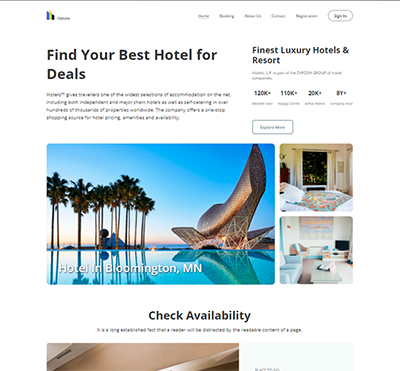 Hotels
Home
Booking
About Us
Contact
Registration
Sign In
Find Your Best Hotel for
Deals
Hotels™ gives travellers one of the widest selections of accommodation on the net,
including both independent and major chain hotels as well as self-catering in over
hundreds of thousands of properties worldwide. The company offers a one-stop
shopping source for hotel pricing, amenities and availability.
Finest Luxury Hotels &
Resort
Hotels, L.P. is part of the group of travel
companies.
120K+
110K+
20K+
8Y+
Happy Clients
Active Hotels
Company Year
Explore More
Hotel In Bloomington, MN
Check Availability
It is a long established fact that a reader will be distracted by the readable content of a page.
PLACE TO GO